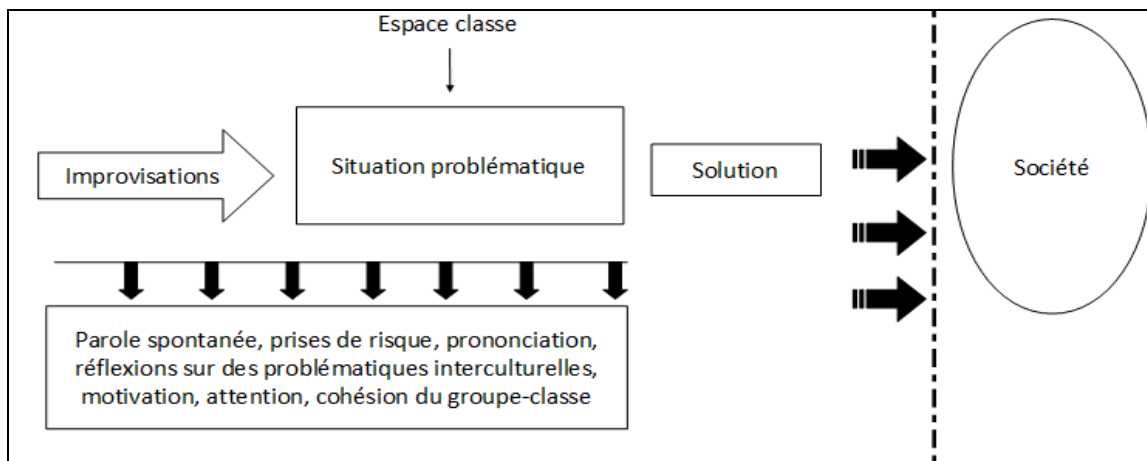 Espace classe
Improvisations
Situation problématique
Solution
Société
Parole spontanée, prises de risque, prononciation,
réflexions sur des problématiques interculturelles,
motivation, attention, cohésion du groupe-classe